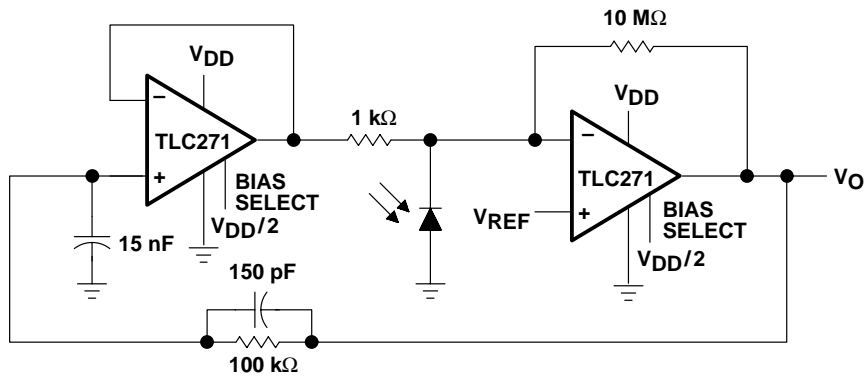 10 MΩ
VDD
VDD
1 kΩ
−
−
TLC271
TLC271
VO
+
BIAS
SELECT
VREF
+
BIAS
SELECT
VDD/2
15 nF
VDD/2
150 pF
100 kΩ